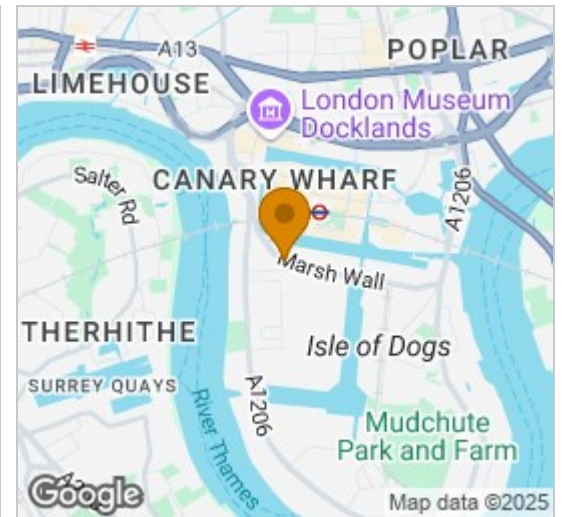 A13
POPLAR
LIMEHOUSE
London Museum
Docklands
Salter Rd
CANARY WHARF
A1206
Marsh Wall
THERHITHE
Isle of Dogs
SURREY QUAYS
A1206
River Thames
Mudchute
Park and Farm
Google
Map data ©2025